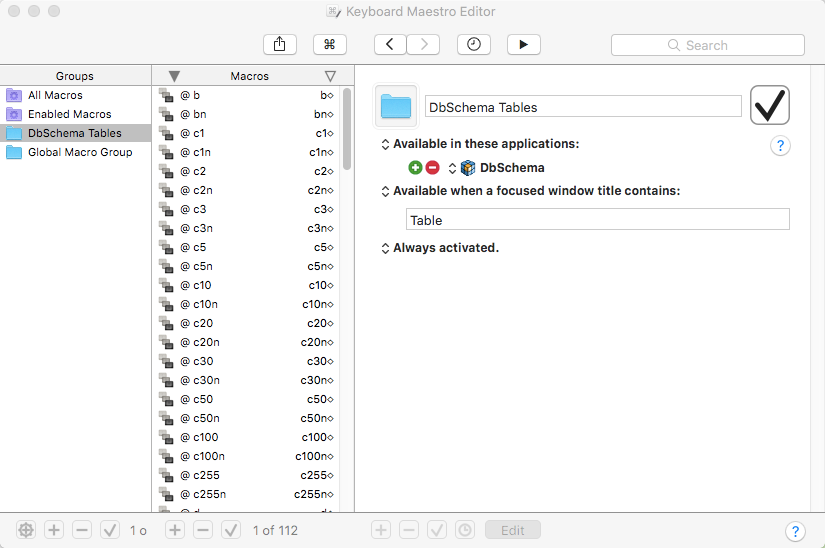 Keyboard Maestro Editor
Search
Groups
Macros
All Macros
Enabled Macros
DbSchema Tables
Global Macro Group
@ b b◇
@ bn bn◇
@ c1 c1◇
@ c1n c1n◇
@ c2 c2◇
@ c2n c2n◇
@ c3 c3◇
@ c3n c3n◇
@ c5 c5◇
@ c5n c5n◇
@ c10 c10◇
@ c10n c10n◇
@ c20 c20◇
@ c20n c20n◇
@ c30 c30◇
@ c30n c30n◇
@ c50 c50◇
@ c50n c50n◇
@ c100 c100◇
@ c100n c100n◇
@ c255 c255◇
@ c255n c255n◇
DbSchema Tables
Available in these applications:
?
DbSchema
Available when a focused window title contains:
Table
Always activated.
1 o
1 of 112
Edit
?